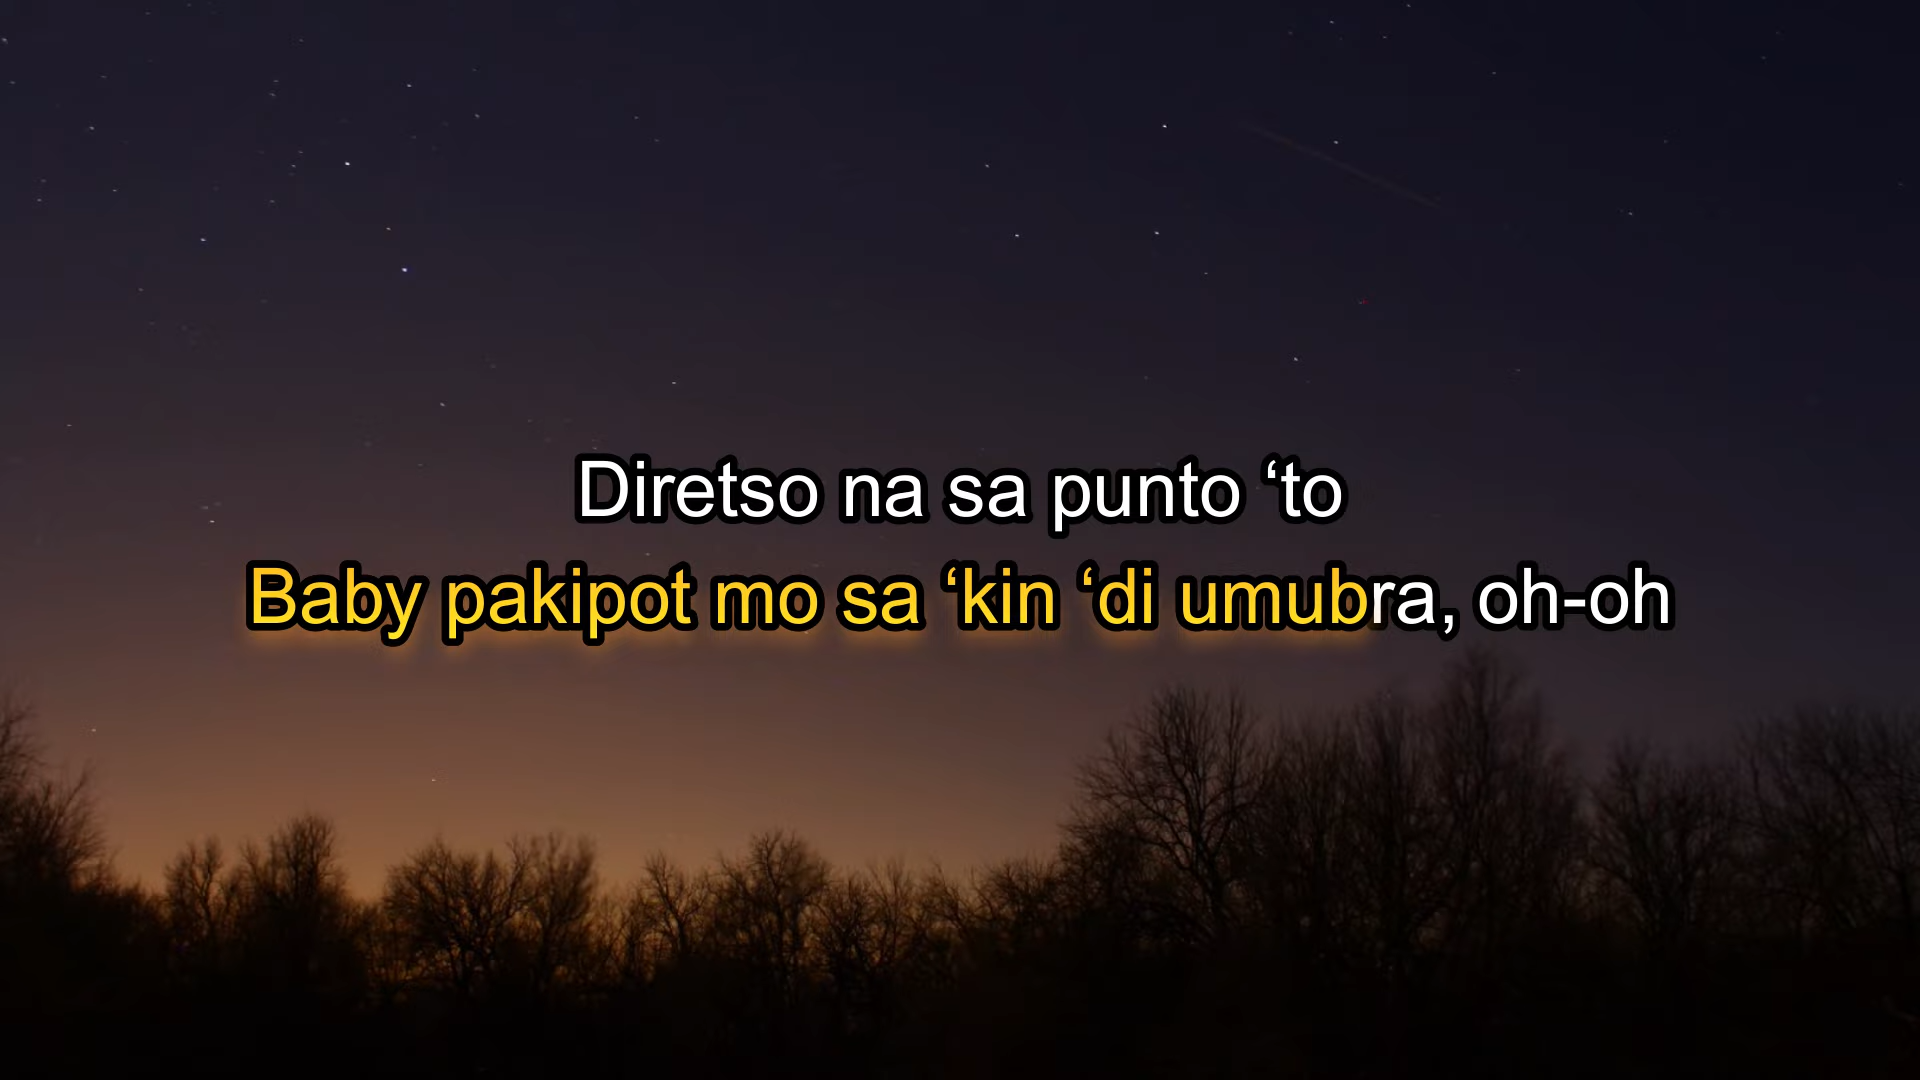 Diretso na sa punto ‘to
Baby pakipot mo sa ‘kin ‘di umubra, oh-oh